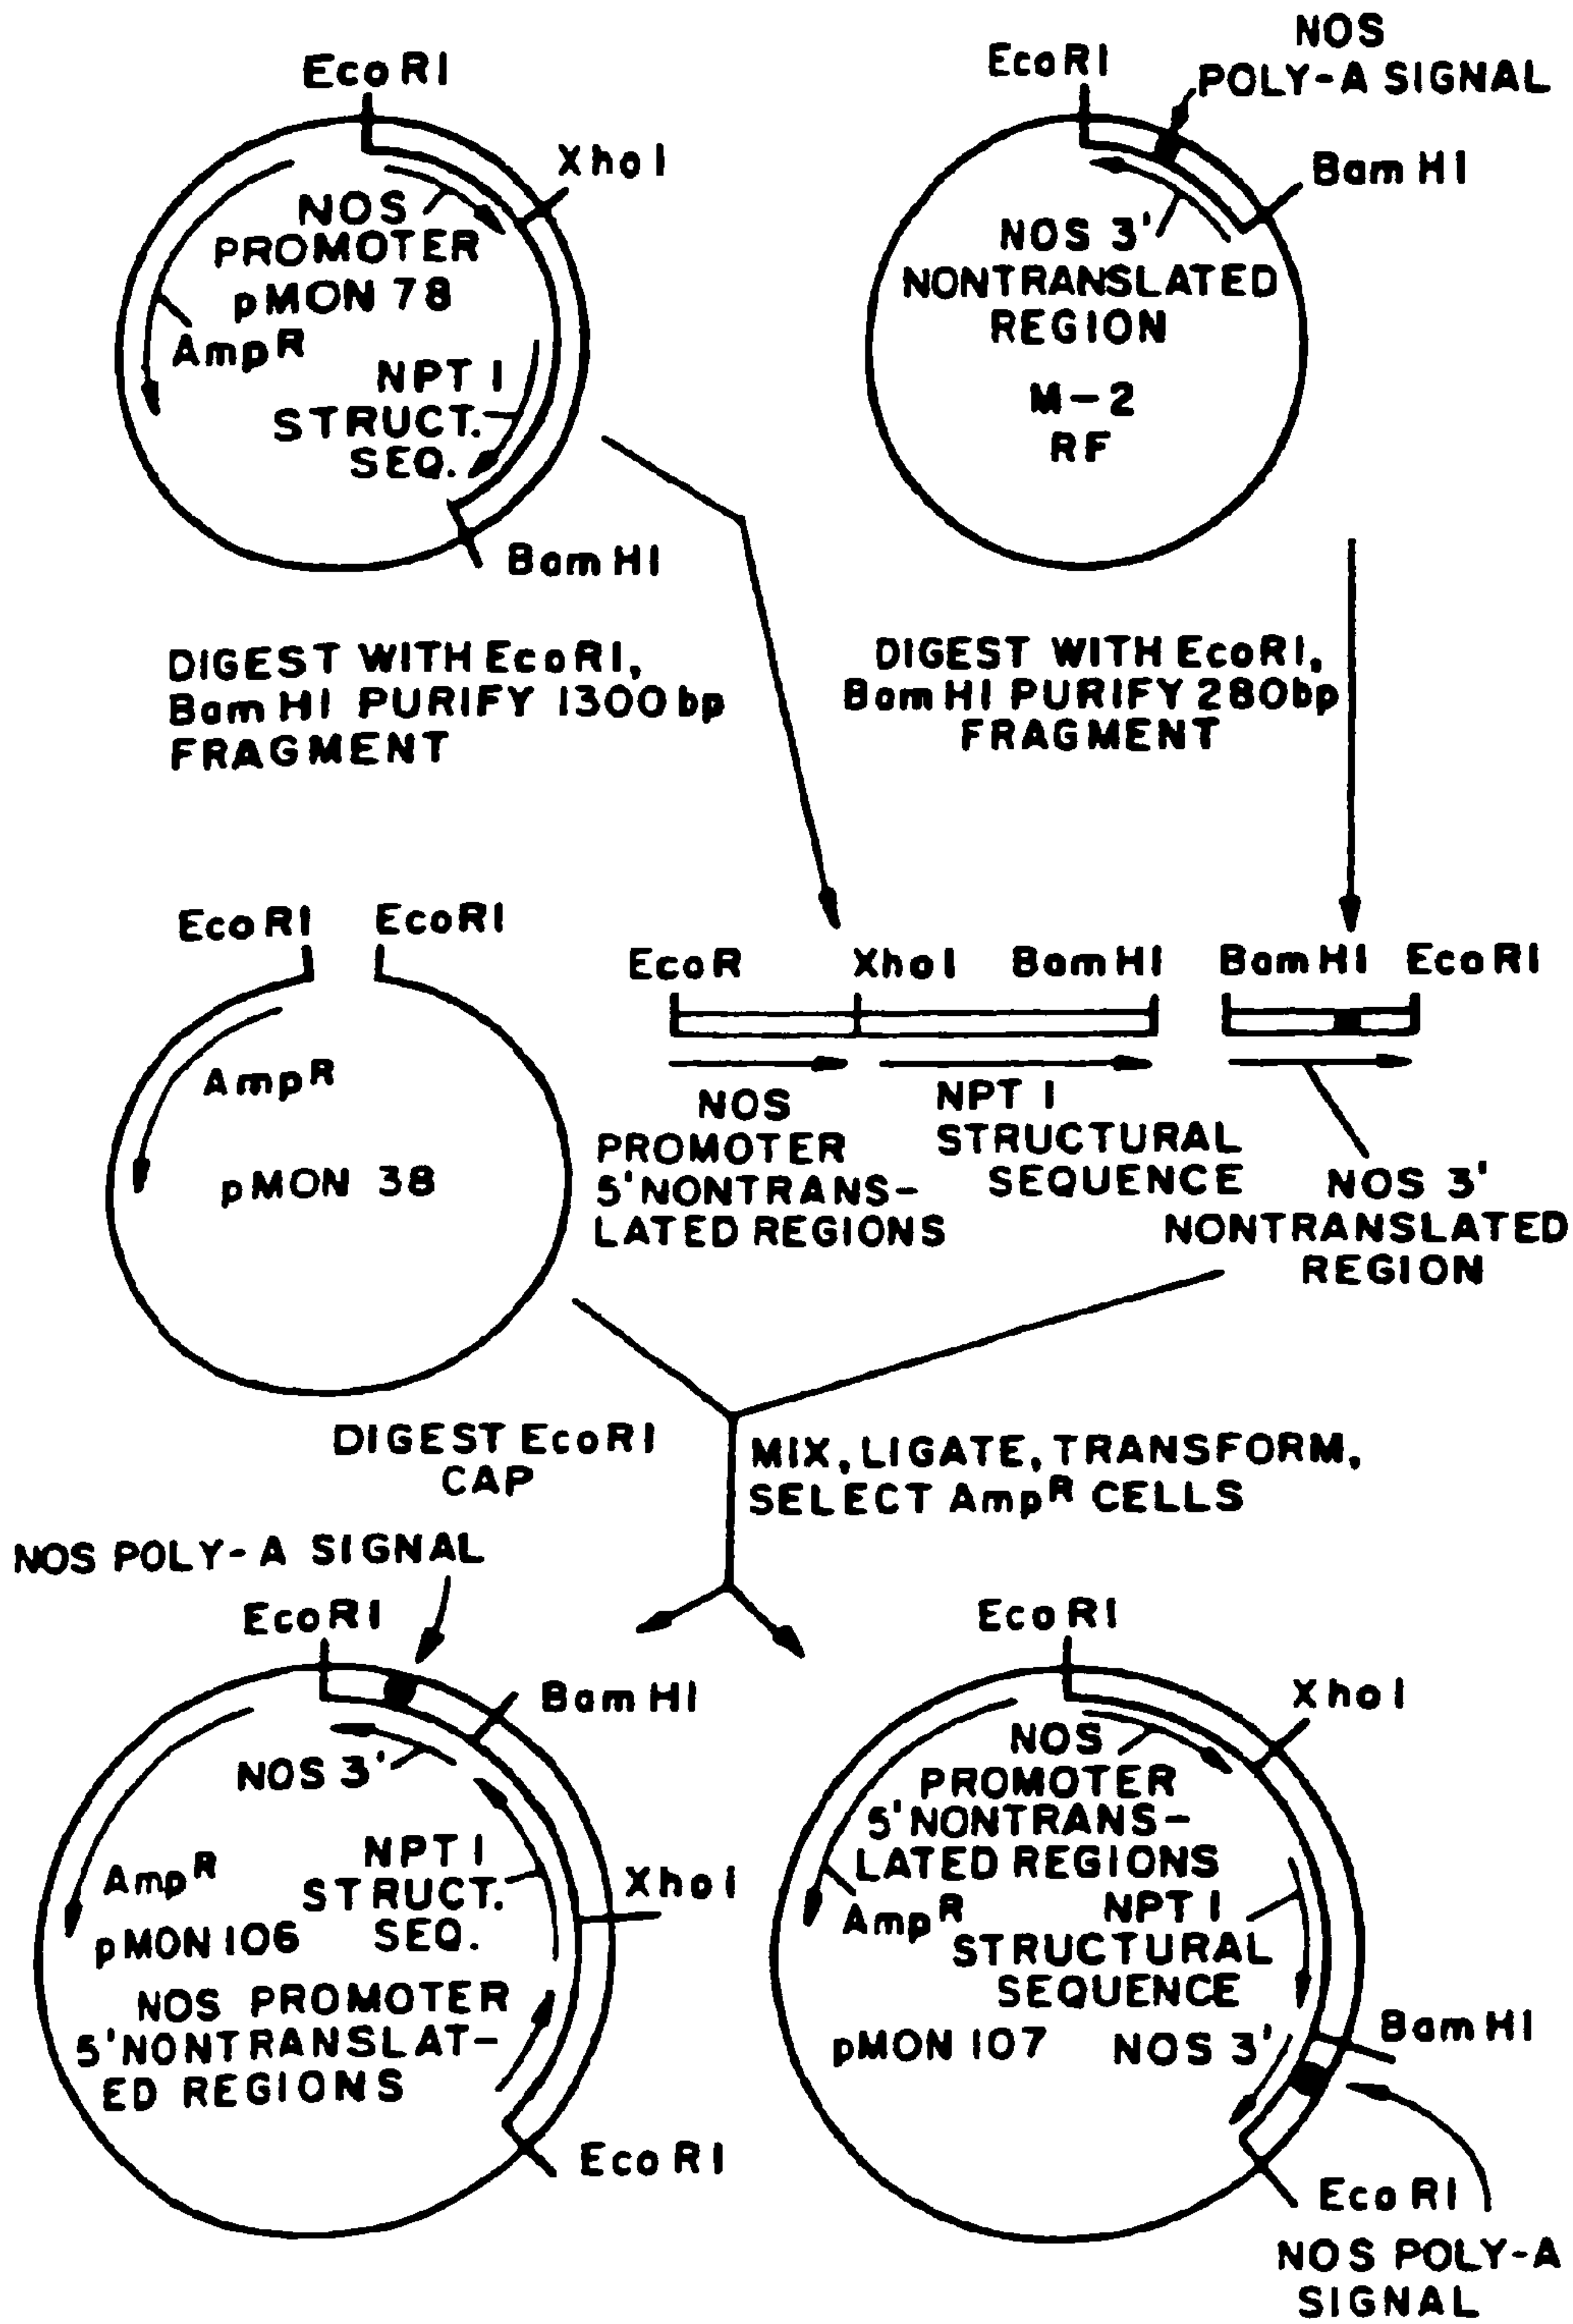 EcoRI
XhoI
NOS
PROMOTER
pMON 78
AmpR
NPT I
STRUCT.
SEQ.
BamHI
EcoRI
NOS
POLY-A SIGNAL
BamHI
NOS 3'
NONTRANSLATED
REGION
M-2
RF
DIGEST WITH EcoRI,
BamHI PURIFY 1300bp
FRAGMENT
DIGEST WITH EcoRI,
BamHI PURIFY 280bp
FRAGMENT
EcoRI EcoRI
AmpR
pMON 38
EcoR XhoI BamHI BamHI EcoRI
NOS
PROMOTER
5'NONTRANS-
LATED REGIONS
NPT I
STRUCTURAL
SEQUENCE
NOS 3'
NONTRANSLATED
REGION
DIGEST EcoRI
CAP
MIX, LIGATE, TRANSFORM,
SELECT AmpR CELLS
NOS POLY-A SIGNAL
EcoRI
BamHI
NOS 3'
NPT I
STRUCT.
SEQ.
AmpR
XhoI
pMON 106
NOS PROMOTER
5'NONTRANSLAT-
ED REGIONS
EcoRI
EcoRI
XhoI
NOS
PROMOTER
5'NONTRANS-
LATED REGIONS
AmpR
NPT I
STRUCTURAL
SEQUENCE
pMON 107
NOS 3'
BamHI
EcoRI
NOS POLY-A
SIGNAL